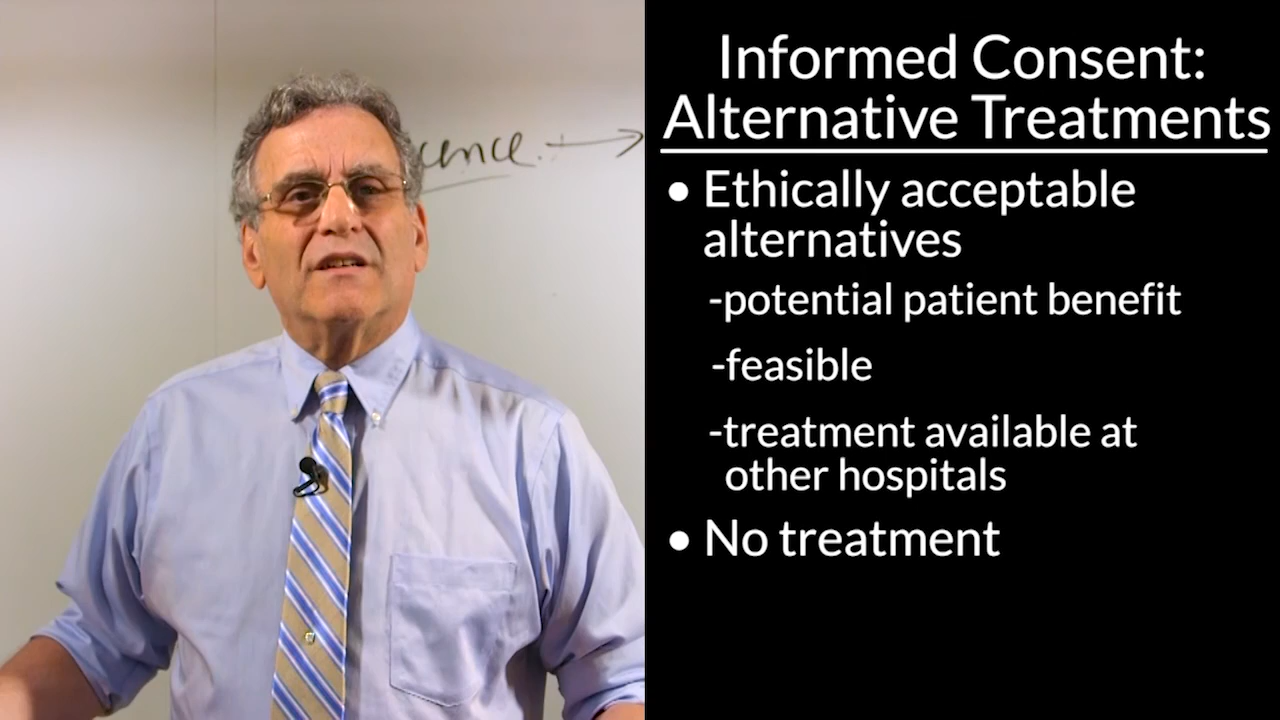 Informed Consent:
Alternative Treatments
• Ethically acceptable
alternatives
-potential patient benefit
-feasible
-treatment available at
other hospitals
• No treatment